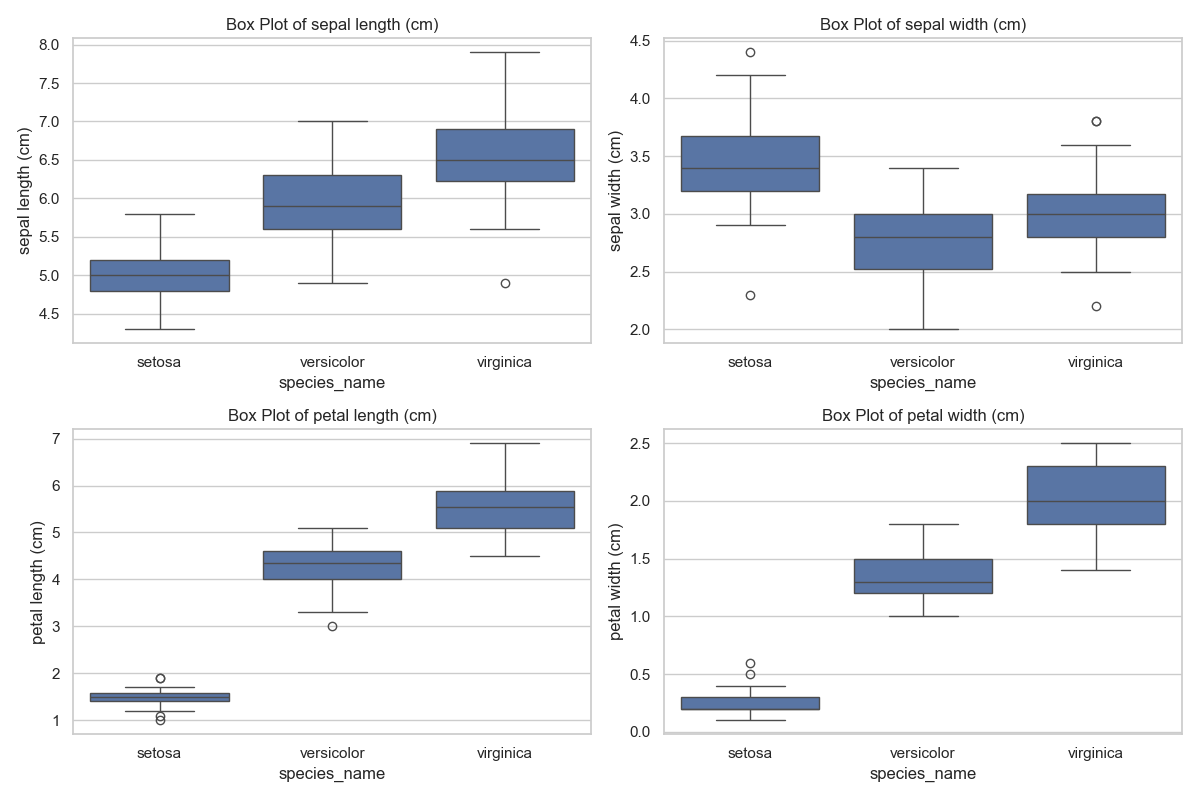 Box Plot of sepal length (cm)
8.0
7.5
7.0
6.5
6.0
5.5
5.0
4.5
sepal length (cm)
setosa versicolor virginica
species_name
Box Plot of sepal width (cm)
4.5
4.0
3.5
3.0
2.5
2.0
sepal width (cm)
setosa versicolor virginica
species_name
Box Plot of petal length (cm)
7
6
5
4
3
2
1
petal length (cm)
setosa versicolor virginica
species_name
Box Plot of petal width (cm)
2.5
2.0
1.5
1.0
0.5
0.0
petal width (cm)
setosa versicolor virginica
species_name